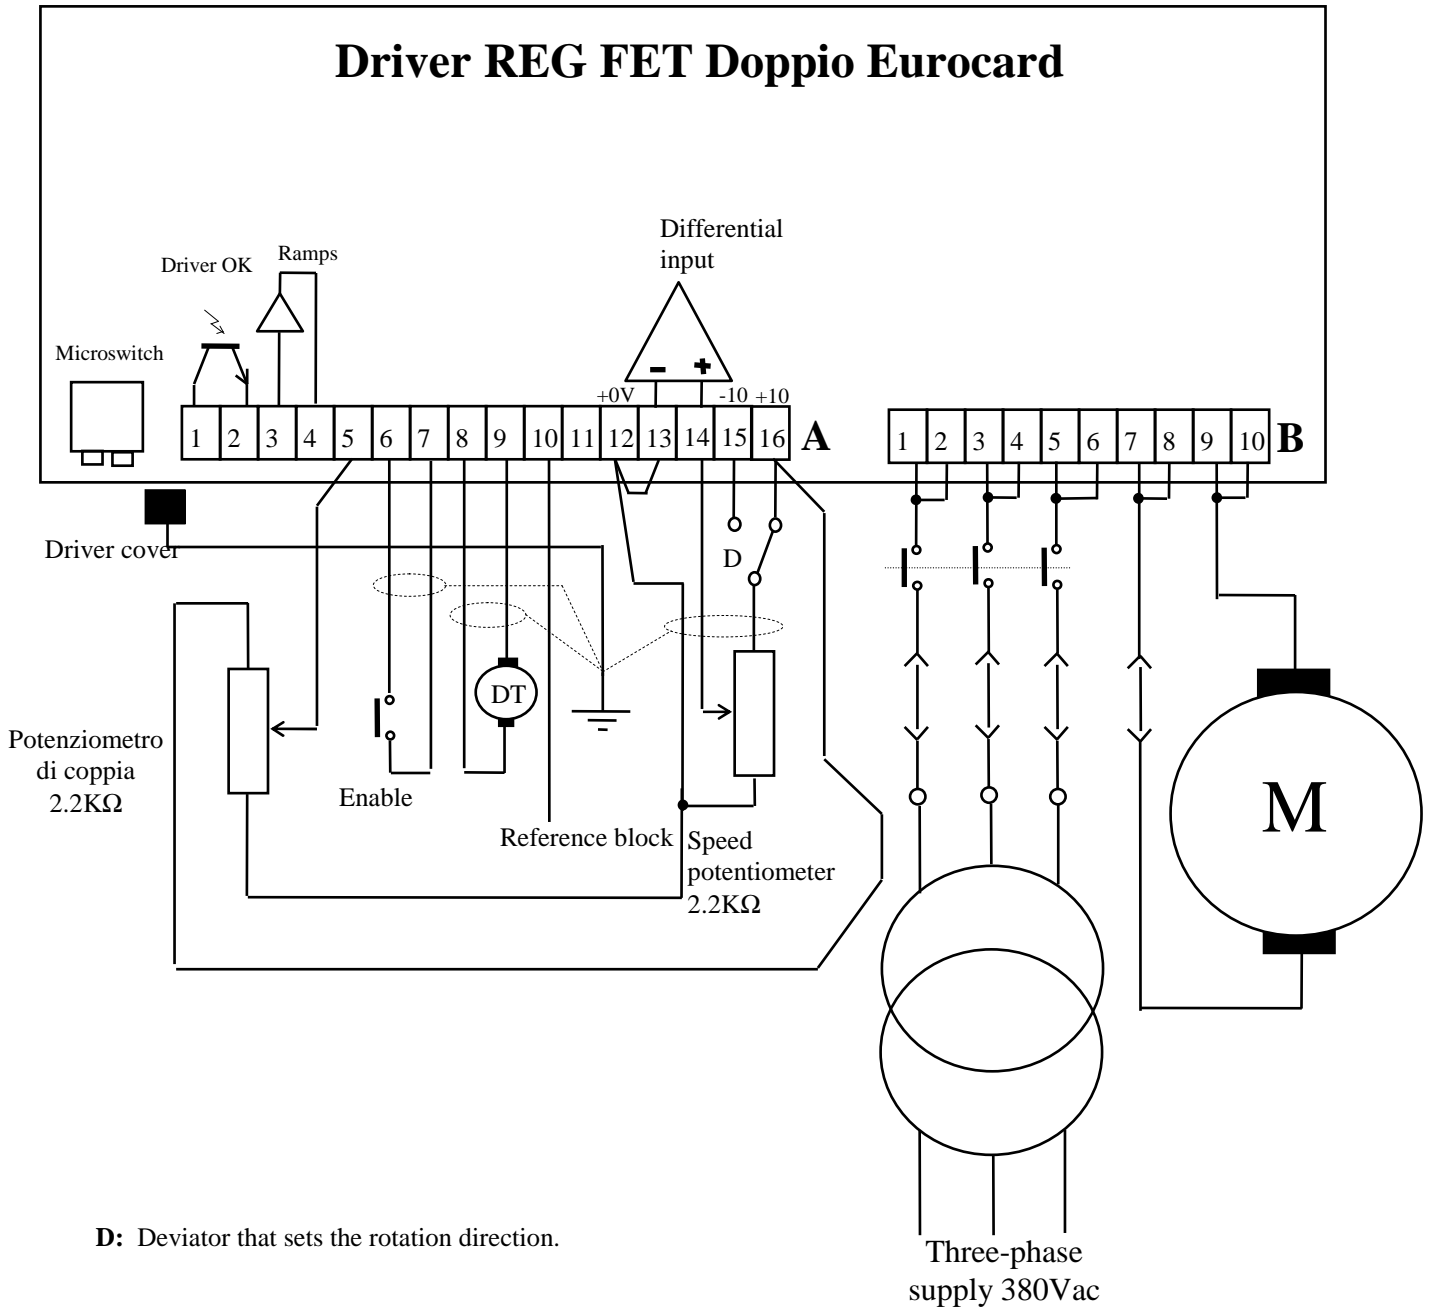 Driver REG FET Doppio Eurocard
Differential
input
Ramps
Driver OK
Microswitch
- +
+0V -10 +10
1 2 3 4 5 6 7 8 9 10 11 12 13 14 15 16 A
1 2 3 4 5 6 7 8 9 10 B
Driver cover
D
DT
Potenziometro
di coppia
2.2KΩ
Enable
Reference block
Speed
potentiometer
2.2KΩ
M
D: Deviator that sets the rotation direction.
Three-phase
supply 380Vac